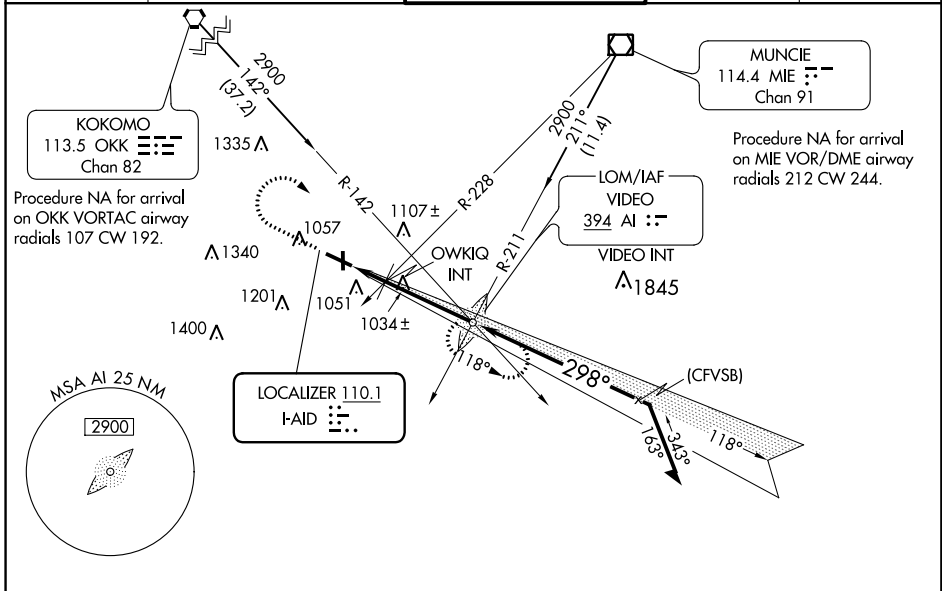 2900
142°
(37.2)
KOKOMO
113.5 OKK
Chan 82
1335
Procedure NA for arrival
on OKK VORTAC airway
radials 107 CW 192.
MUNCIE
114.4 MIE
Chan 91
Procedure NA for arrival
on MIE VOR/DME airway
radials 212 CW 244.
2900
211°
(11.4)
R-142
R-228
R-211
LOM/IAF
VIDEO
394 AI
VIDEO INT
1845
1107±
OWKIQ
INT
1057
1340
1201
1051
1034±
1400
118°
298°
(CFVSB)
118°
343°
163°
LOCALIZER 110.1
I-AID
MSA AI 25 NM
2900